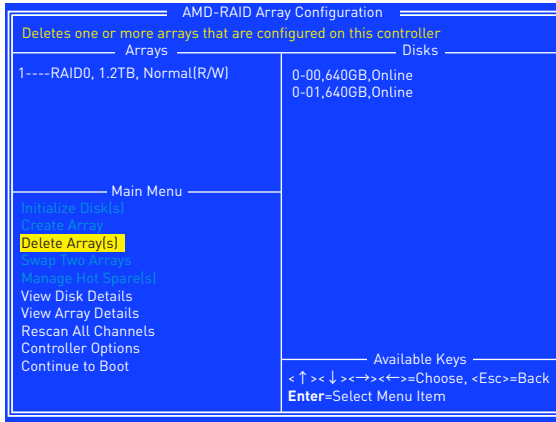 AMD-RAID Array Configuration
Deletes one or more arrays that are configured on this controller
Arrays
1----RAID0, 1.2TB, Normal(R/W)
Disks
0-00,640GB,Online
0-01,640GB,Online
Main Menu
Initialize Disk(s)
Create Array
Delete Array(s)
Swap Two Arrays
Manage Hot Spare(s)
View Disk Details
View Array Details
Rescan All Channels
Controller Options
Continue to Boot
Available Keys
<↑><↓><→><←>=Choose, <Esc>=Back
Enter=Select Menu Item